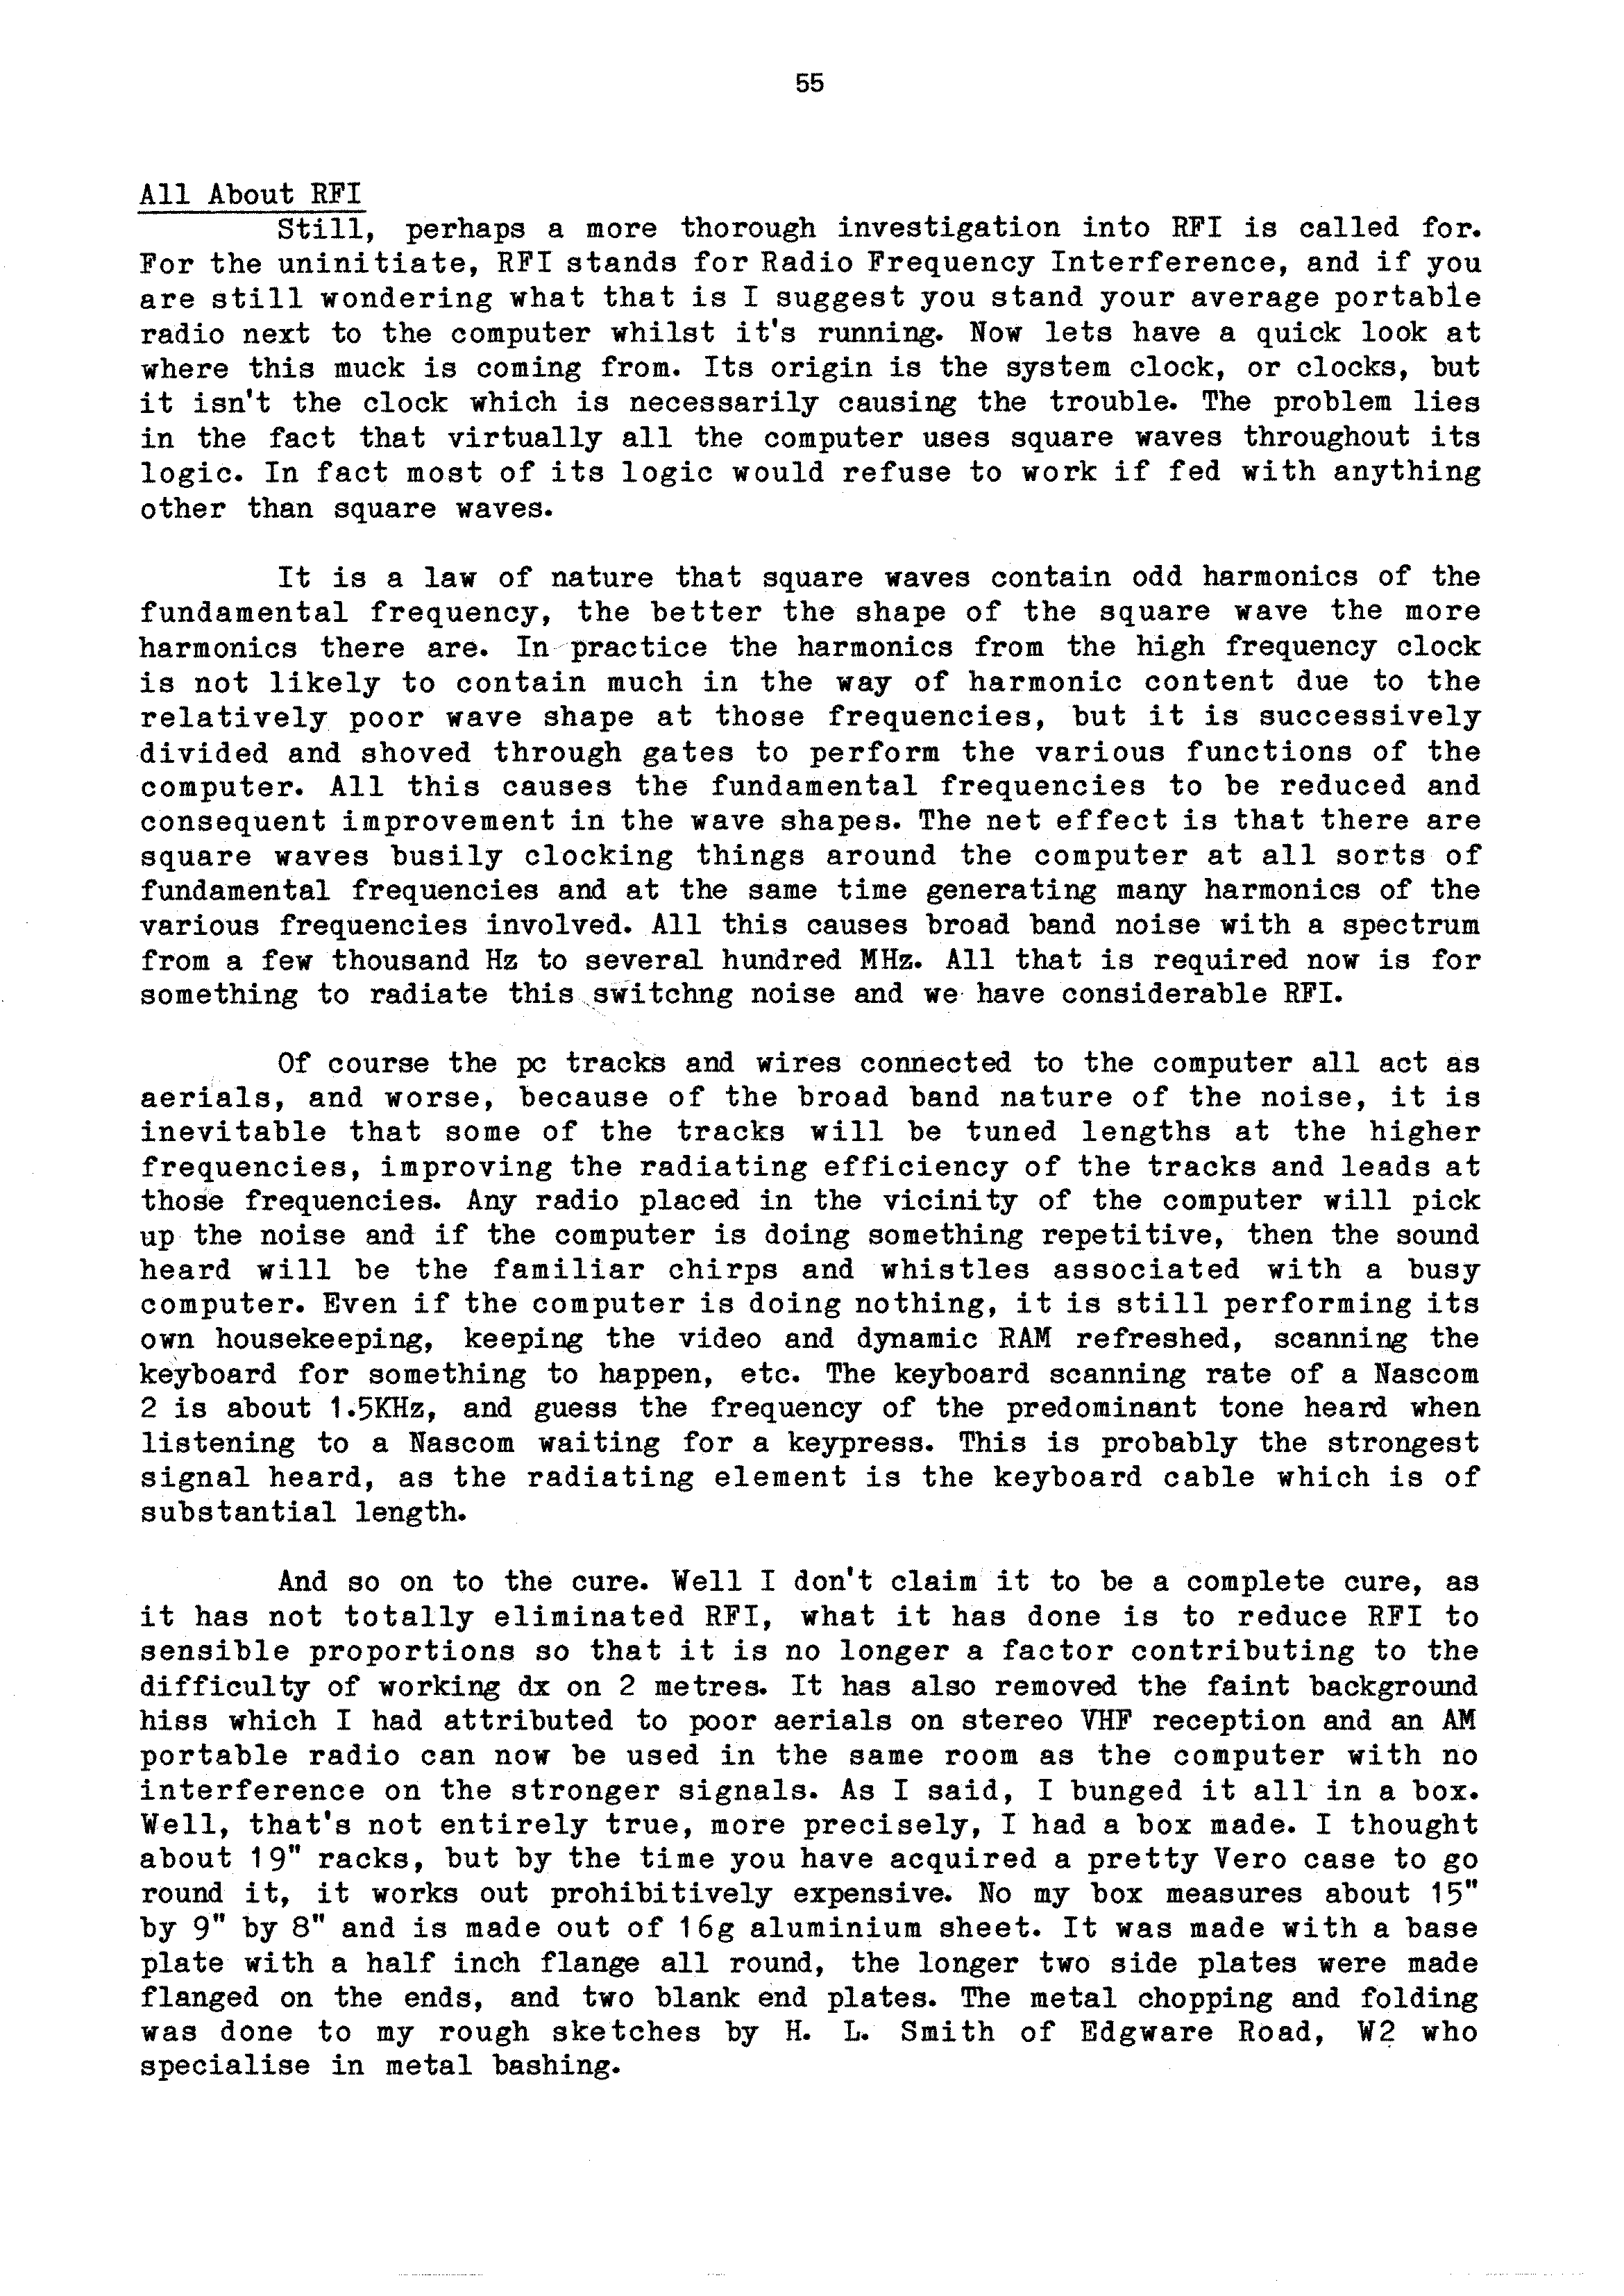 55
All About RFI
Still, perhaps a more thorough investigation into RFI is called for.
For the uninitiate, RFI stands for Radio Frequency Interference, and if you
are still wondering what that is I suggest you stand your average portable
radio next to the computer whilst it's running. Now lets have a quick look at
where this muck is coming from. Its origin is the system clock, or clocks, but
it isn't the clock which is necessarily causing the trouble. The problem lies
in the fact that virtually all the computer uses square waves throughout its
logic. In fact most of its logic would refuse to work if fed with anything
other than square waves.
It is a law of nature that square waves contain odd harmonics of the
fundamental frequency, the better the shape of the square wave the more
harmonics there are. In practice the harmonics from the high frequency clock
is not likely to contain much in the way of harmonic content due to the
relatively poor wave shape at those frequencies, but it is successively
divided and shoved through gates to perform the various functions of the
computer. All this causes the fundamental frequencies to be reduced and
consequent improvement in the wave shapes. The net effect is that there are
square waves busily clocking things around the computer at all sorts of
fundamental frequencies and at the same time generating many harmonics of the
various frequencies involved. All this causes broad band noise with a spectrum
from a few thousand Hz to several hundred MHz. All that is required now is for
something to radiate this switchng noise and we have considerable RFI.
Of course the pc tracks and wires connected to the computer all act as
aerials, and worse, because of the broad band nature of the noise, it is
inevitable that some of the tracks will be tuned lengths at the higher
frequencies, improving the radiating efficiency of the tracks and leads at
those frequencies. Any radio placed in the vicinity of the computer will pick
up the noise and if the computer is doing something repetitive, then the sound
heard will be the familiar chirps and whistles associated with a busy
computer. Even if the computer is doing nothing, it is still performing its
own housekeeping, keeping the video and dynamic RAM refreshed, scanning the
keyboard for something to happen, etc. The keyboard scanning rate of a Nascom
2 is about 1.5KHz, and guess the frequency of the predominant tone heard when
listening to a Nascom waiting for a keypress. This is probably the strongest
signal heard, as the radiating element is the keyboard cable which is of
substantial length.
And so on to the cure. Well I don't claim it to be a complete cure, as
it has not totally eliminated RFI, what it has done is to reduce RFI to
sensible proportions so that it is no longer a factor contributing to the
difficulty of working dx on 2 metres. It has also removed the faint background
hiss which I had attributed to poor aerials on stereo VHF reception and an AM
portable radio can now be used in the same room as the computer with no
interference on the stronger signals. As I said, I bunged it all in a box.
Well, that's not entirely true, more precisely, I had a box made. I thought
about 19" racks, but by the time you have acquired a pretty Vero case to go
round it, it works out prohibitively expensive. No my box measures about 15"
by 9" by 8" and is made out of 16g aluminium sheet. It was made with a base
plate with a half inch flange all round, the longer two side plates were made
flanged on the ends, and two blank end plates. The metal chopping and folding
was done to my rough sketches by H. L. Smith of Edgware Road, W2 who
specialise in metal bashing.